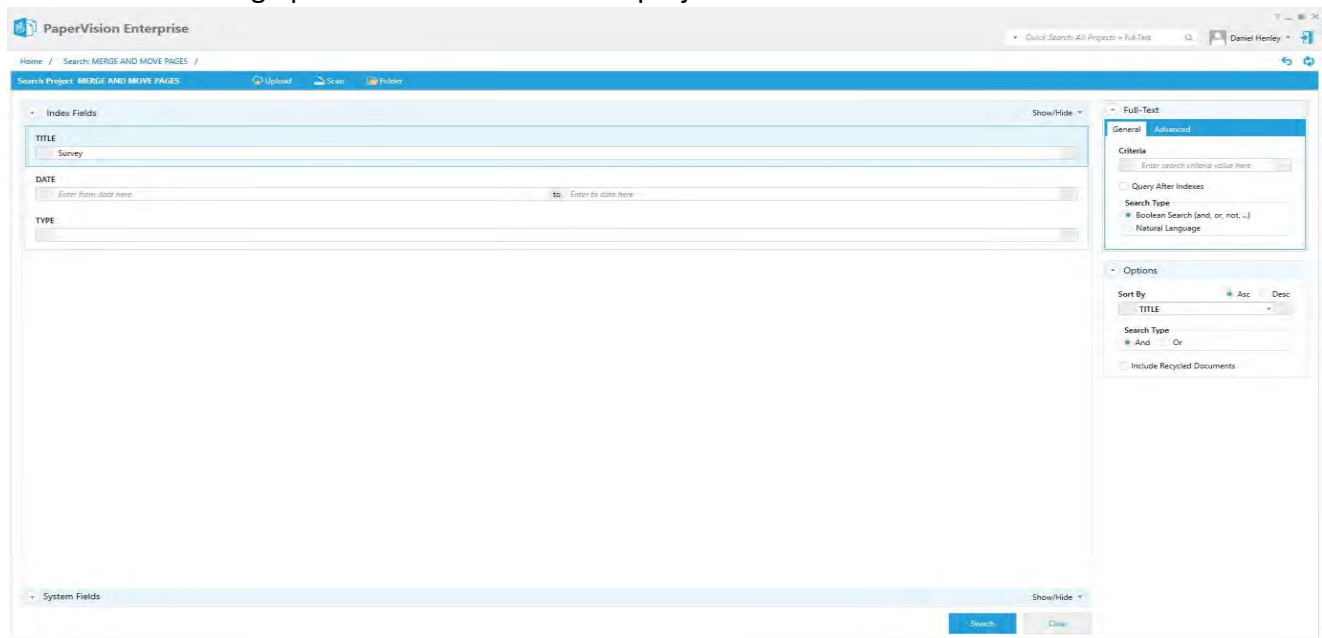 PaperVision Enterprise
Quick Search: All Projects + Full-Text
Daniel Henley
Home / Search: MERGE AND MOVE PAGES /
Search Project: MERGE AND MOVE PAGES Upload Scan Folder
Index Fields Show/Hide
TITLE
Survey
DATE
Enter from date here to Enter to date here
TYPE
System Fields Show/Hide
Search Clear
Full-Text
General Advanced
Criteria
Enter search criteria value here
Query After Indexes
Search Type
Boolean Search (and, or, not, ...)
Natural Language
Options
Sort By Asc Desc
TITLE
Search Type
And Or
Include Recycled Documents